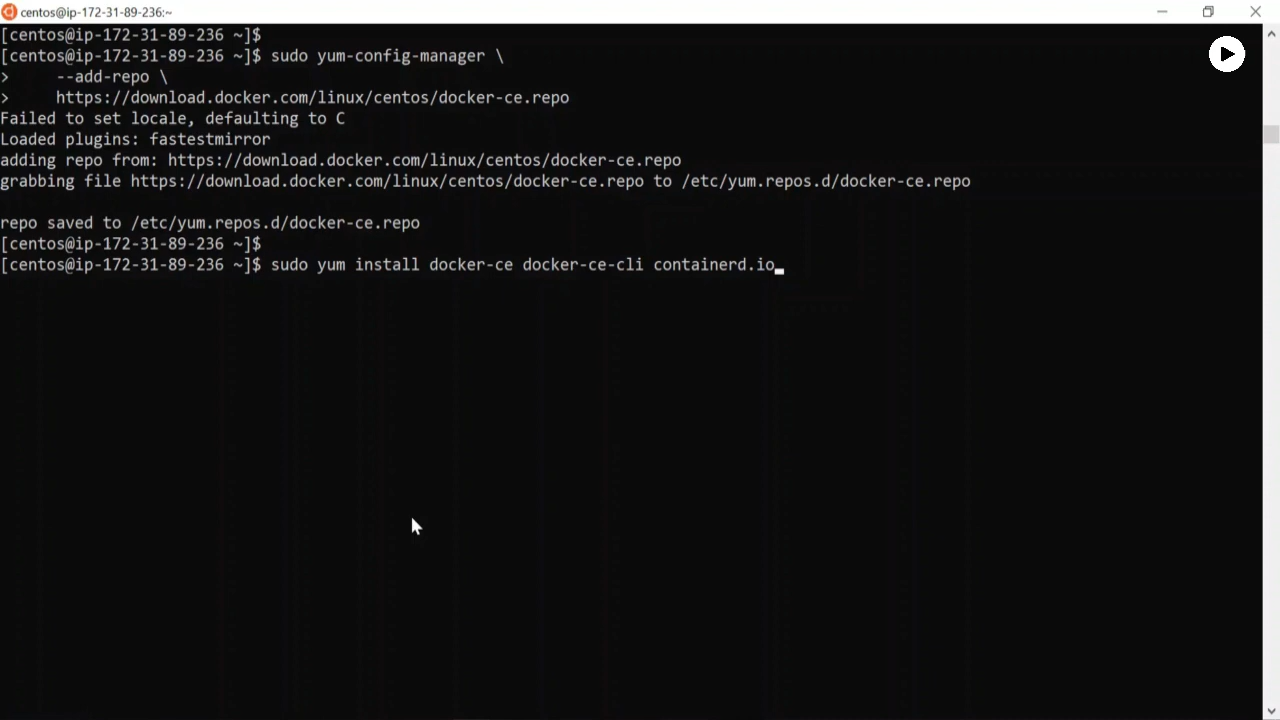 centos@ip-172-31-89-236:~
[centos@ip-172-31-89-236 ~]$
[centos@ip-172-31-89-236 ~]$ sudo yum-config-manager \
>     --add-repo \
>     https://download.docker.com/linux/centos/docker-ce.repo
Failed to set locale, defaulting to C
Loaded plugins: fastestmirror
adding repo from: https://download.docker.com/linux/centos/docker-ce.repo
grabbing file https://download.docker.com/linux/centos/docker-ce.repo to /etc/yum.repos.d/docker-ce.repo
repo saved to /etc/yum.repos.d/docker-ce.repo
[centos@ip-172-31-89-236 ~]$
[centos@ip-172-31-89-236 ~]$ sudo yum install docker-ce docker-ce-cli containerd.io